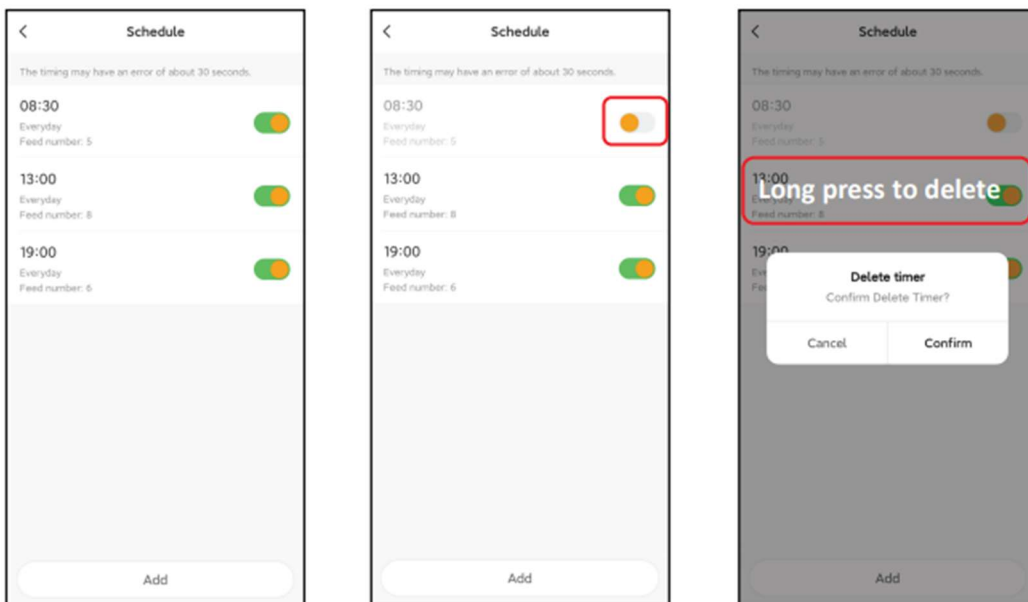 Schedule
The timing may have an error of about 30 seconds.
08:30
Everyday
Feed number: 5
13:00
Everyday
Feed number: 8
19:00
Everyday
Feed number: 6
Add
Schedule
The timing may have an error of about 30 seconds.
08:30
Everyday
Feed number: 5
13:00
Everyday
Feed number: 8
19:00
Everyday
Feed number: 6
Add
Schedule
The timing may have an error of about 30 seconds.
08:30
Everyday
Feed number: 5
13:00
Long press to delete
Feed number: 8
19:00
Delete timer
Confirm Delete Timer?
Cancel
Confirm
Add